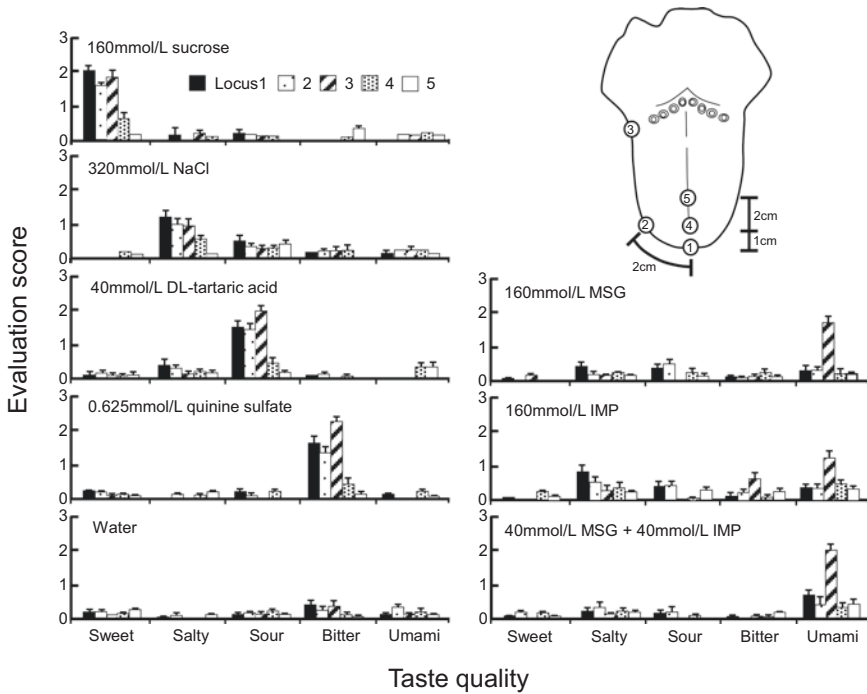 3
160mmol/L sucrose
2
Locus1 2 3 4 5
1
0
3
320mmol/L NaCl
2
1
0
3
40mmol/L DL-tartaric acid
2
1
0
3
0.625mmol/L quinine sulfate
2
1
0
3
Water
2
1
0
Sweet Salty Sour Bitter Umami
Evaluation score
3
5
2
4
1
2cm
1cm
2cm
3
160mmol/L MSG
2
1
0
3
160mmol/L IMP
2
1
0
3
40mmol/L MSG + 40mmol/L IMP
2
1
0
Sweet Salty Sour Bitter Umami
Taste quality